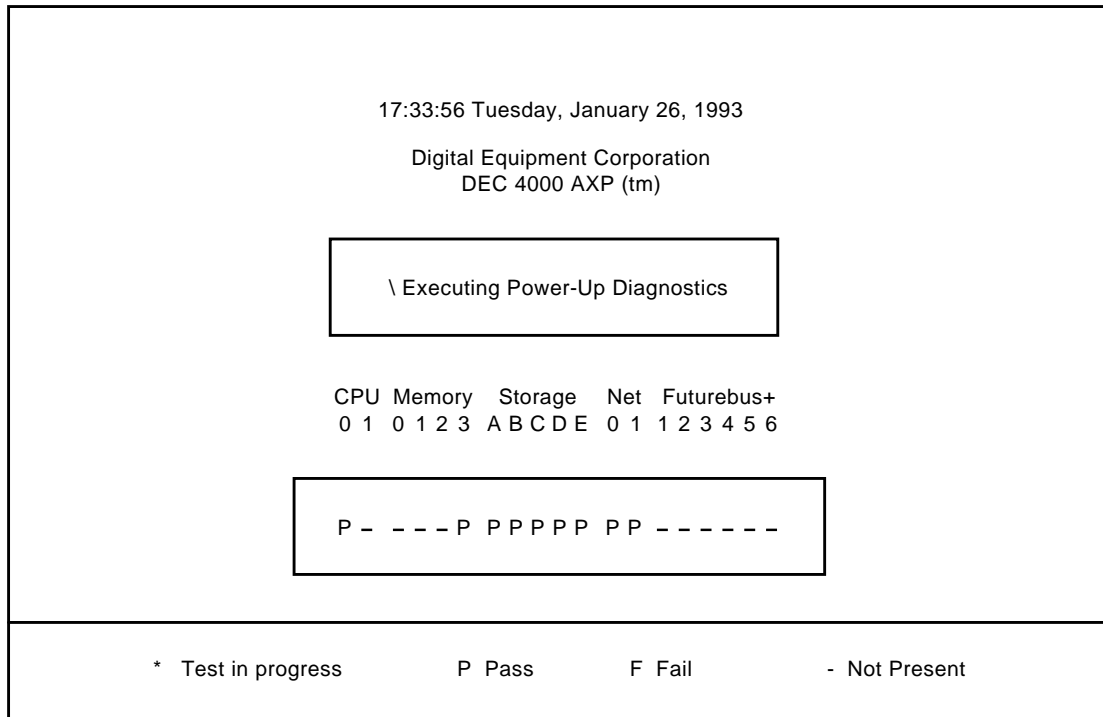 17:33:56 Tuesday, January 26, 1993
Digital Equipment Corporation
DEC 4000 AXP (tm)
\ Executing Power-Up Diagnostics
CPU Memory Storage Net Futurebus+
0 1 0 1 2 3 A B C D E 0 1 1 2 3 4 5 6
P – – – – P P P P P P P P – – – – – –
* Test in progress P Pass F Fail - Not Present